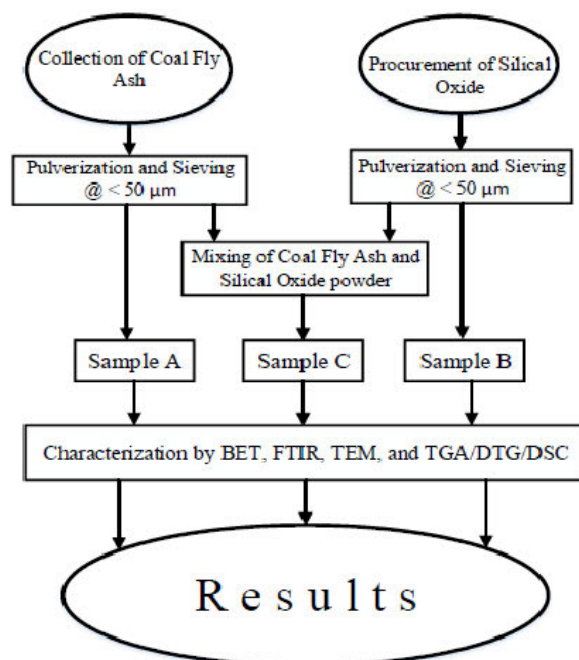 Collection of Coal Fly
Ash
Procurement of Silical
Oxide
Pulverization and Sieving
@ < 50 µm
Pulverization and Sieving
@ < 50 µm
Mixing of Coal Fly Ash and
Silical Oxide powder
Sample A
Sample C
Sample B
Characterization by BET, FTIR, TEM, and TGA/DTG/DSC
Results